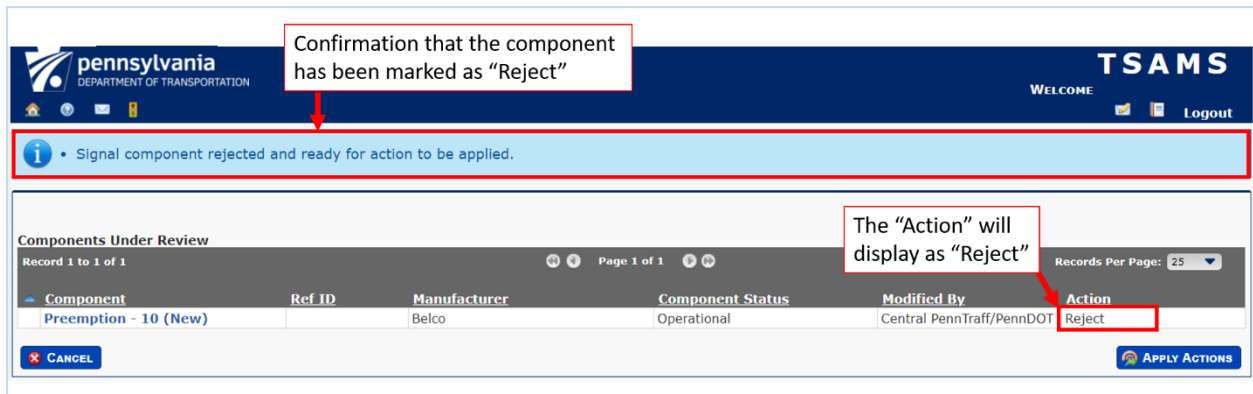 Confirmation that the component
has been marked as “Reject”
pennsylvania
DEPARTMENT OF TRANSPORTATION
TSAMS
WELCOME
Logout
• Signal component rejected and ready for action to be applied.
The “Action” will
display as “Reject”
Components Under Review
Record 1 to 1 of 1 Page 1 of 1 Records Per Page: 25
Component Ref ID Manufacturer Component Status Modified By Action
Preemption - 10 (New) Belco Operational Central PennTraff/PennDOT Reject
CANCEL APPLY ACTIONS